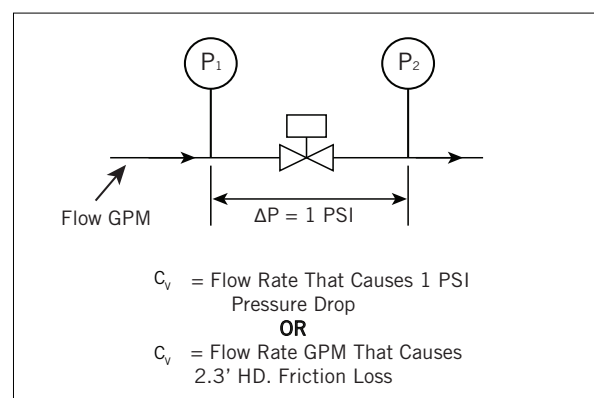 P1 P2
Flow GPM
ΔP = 1 PSI
Cv = Flow Rate That Causes 1 PSI
Pressure Drop
OR
Cv = Flow Rate GPM That Causes
2.3' HD. Friction Loss